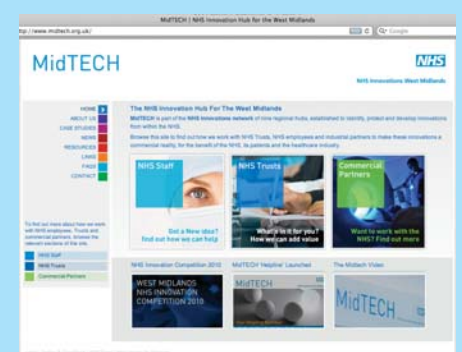 MidTECH | NHS Innovation Hub for the West Midlands
http://www.midtech.org.uk/
Google
MidTECH
NHS
NHS Innovations West Midlands
HOME
ABOUT US
CASE STUDIES
NEWS
RESOURCES
LINKS
FAQS
CONTACT
To find out more about how we work
with NHS employees, Trusts and
commercial partners, browse the
relevant sections of the site.
NHS Staff
NHS Trusts
Commercial Partners
The NHS Innovation Hub For The West Midlands
MidTECH is part of the NHS Innovations network of nine regional hubs, established to identify, protect and develop innovations
from within the NHS.
Browse this site to find out how we work with NHS Trusts, NHS employees and industrial partners to make these innovations a
commercial reality, for the benefit of the NHS, its patients and the healthcare industry.
NHS Staff
Got a New idea?
find out how we can help
NHS Trusts
What's in it for you?
How we can add value
Commercial
Partners
Want to work with the
NHS? Find out more
NHS Innovation Competition 2010
WEST MIDLANDS
NHS INNOVATION
COMPETITION 2010
MidTECH 'Helpline' Launched
MidTECH
The Midtech Video
MidTECH